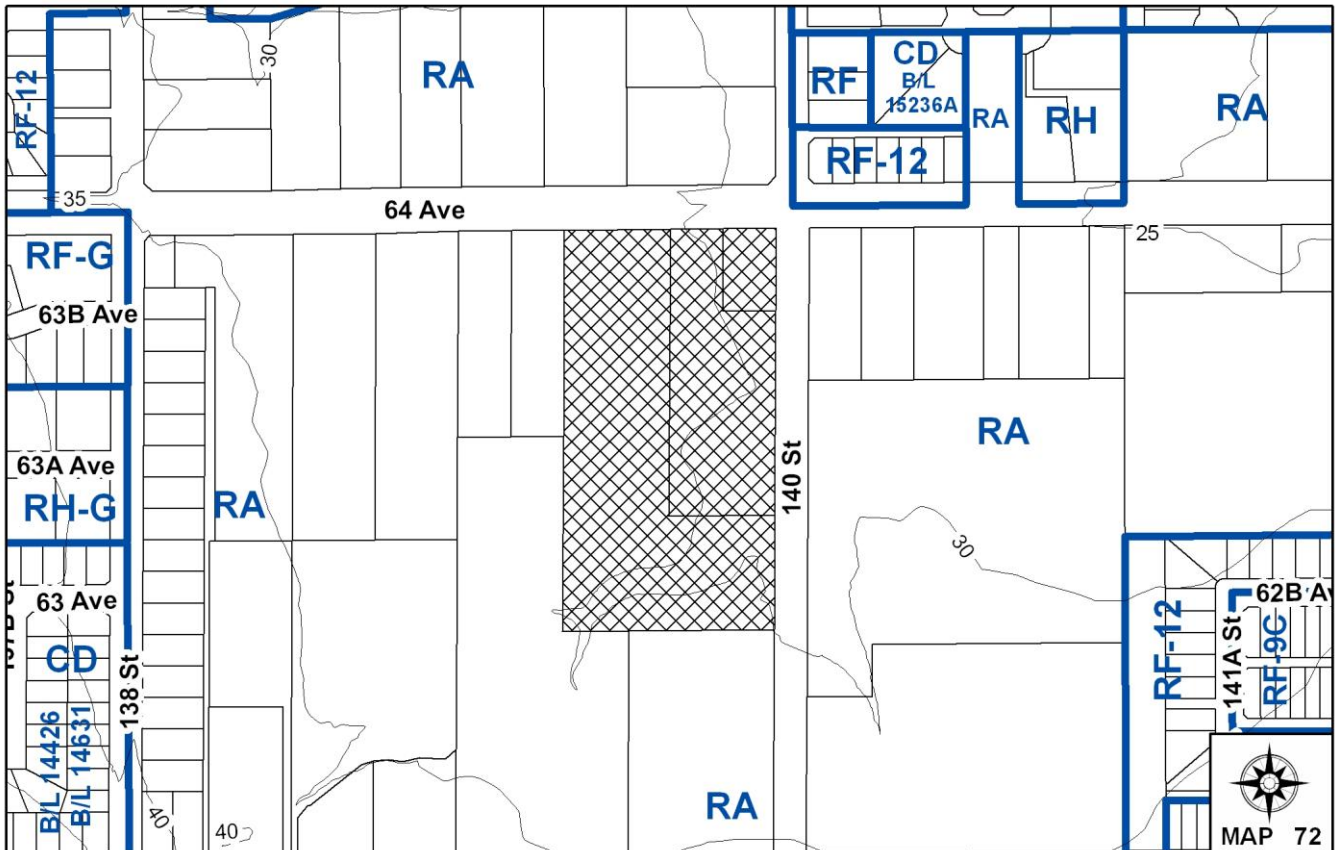 30
RA
RF
CD
B/L
15236A
RA
RH
RA
RF-12
RF-12
35
64 Ave
25
RF-G
63B Ave
63A Ave
RH-G
RA
RA
140 St
30
63 Ave
CD
B/L 14426
B/L 14631
138 St
40
40
RA
RF-12
62B Av
141A St
RF-9C
MAP 72